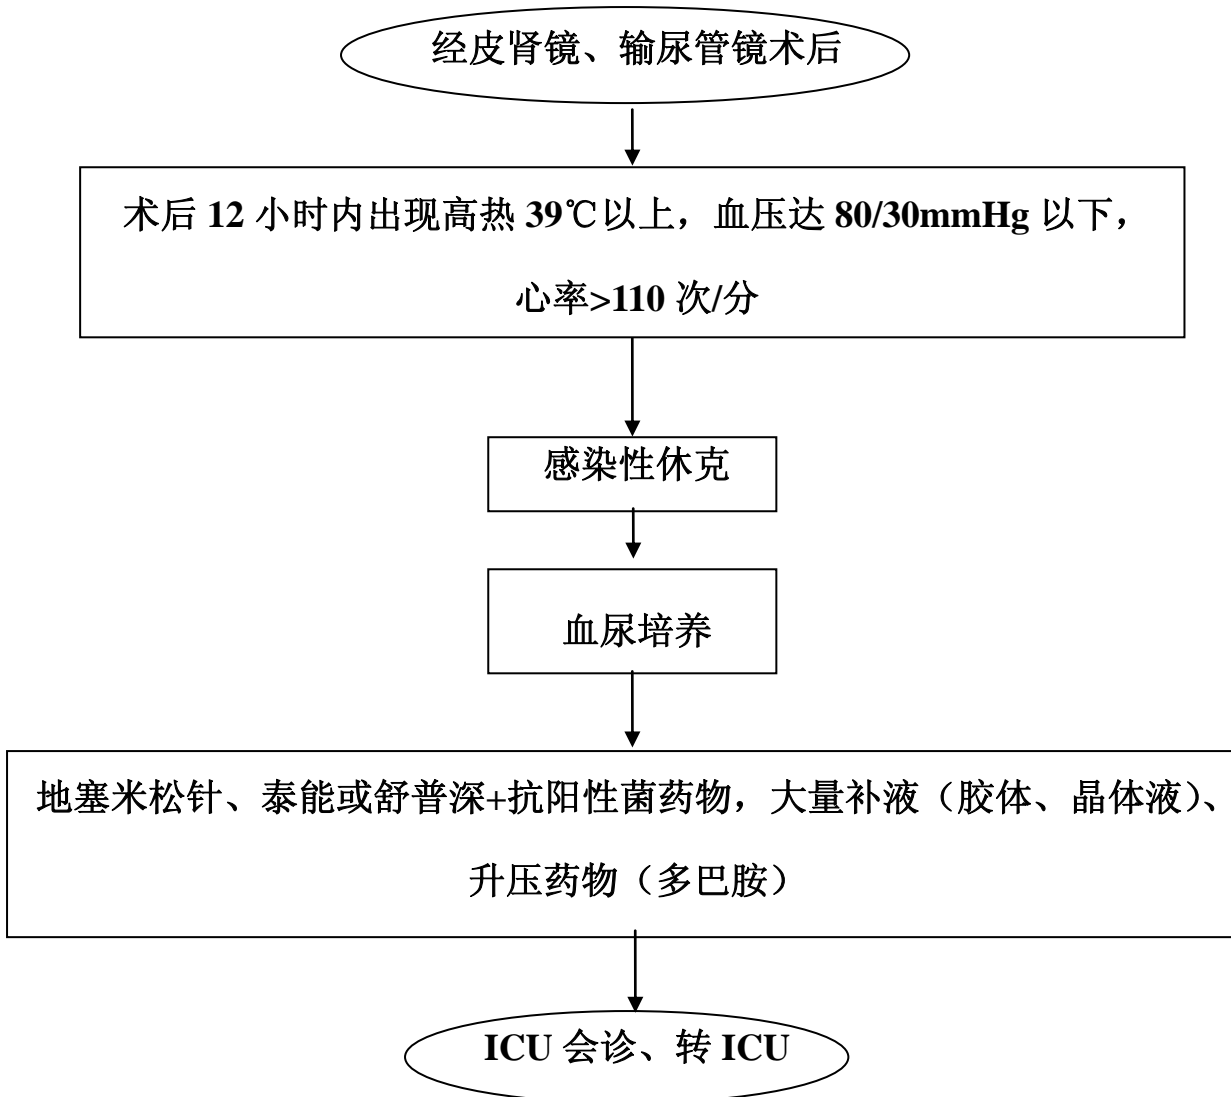 经皮肾镜、输尿管镜术后
术后 12 小时内出现高热 39℃以上，血压达 80/30mmHg 以下，
心率>110 次/分
感染性休克
血尿培养
地塞米松针、泰能或舒普深+抗阳性菌药物，大量补液（胶体、晶体液）、
升压药物（多巴胺）
ICU 会诊、转 ICU